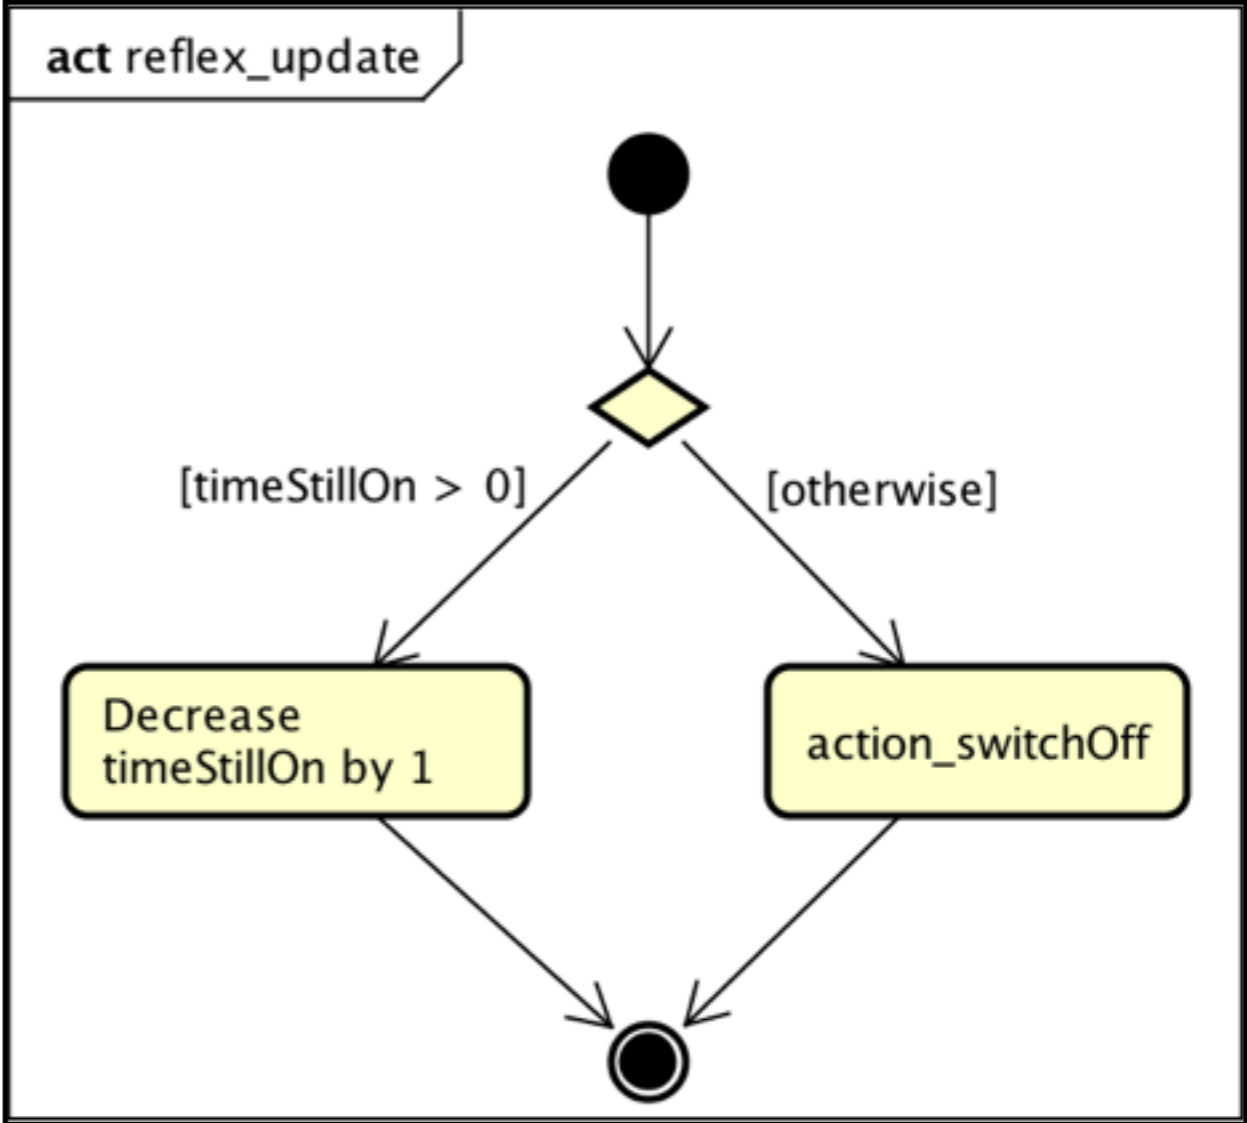 act reflex_update
[timeStillOn > 0]
[otherwise]
Decrease
timeStillOn by 1
action_switchOff